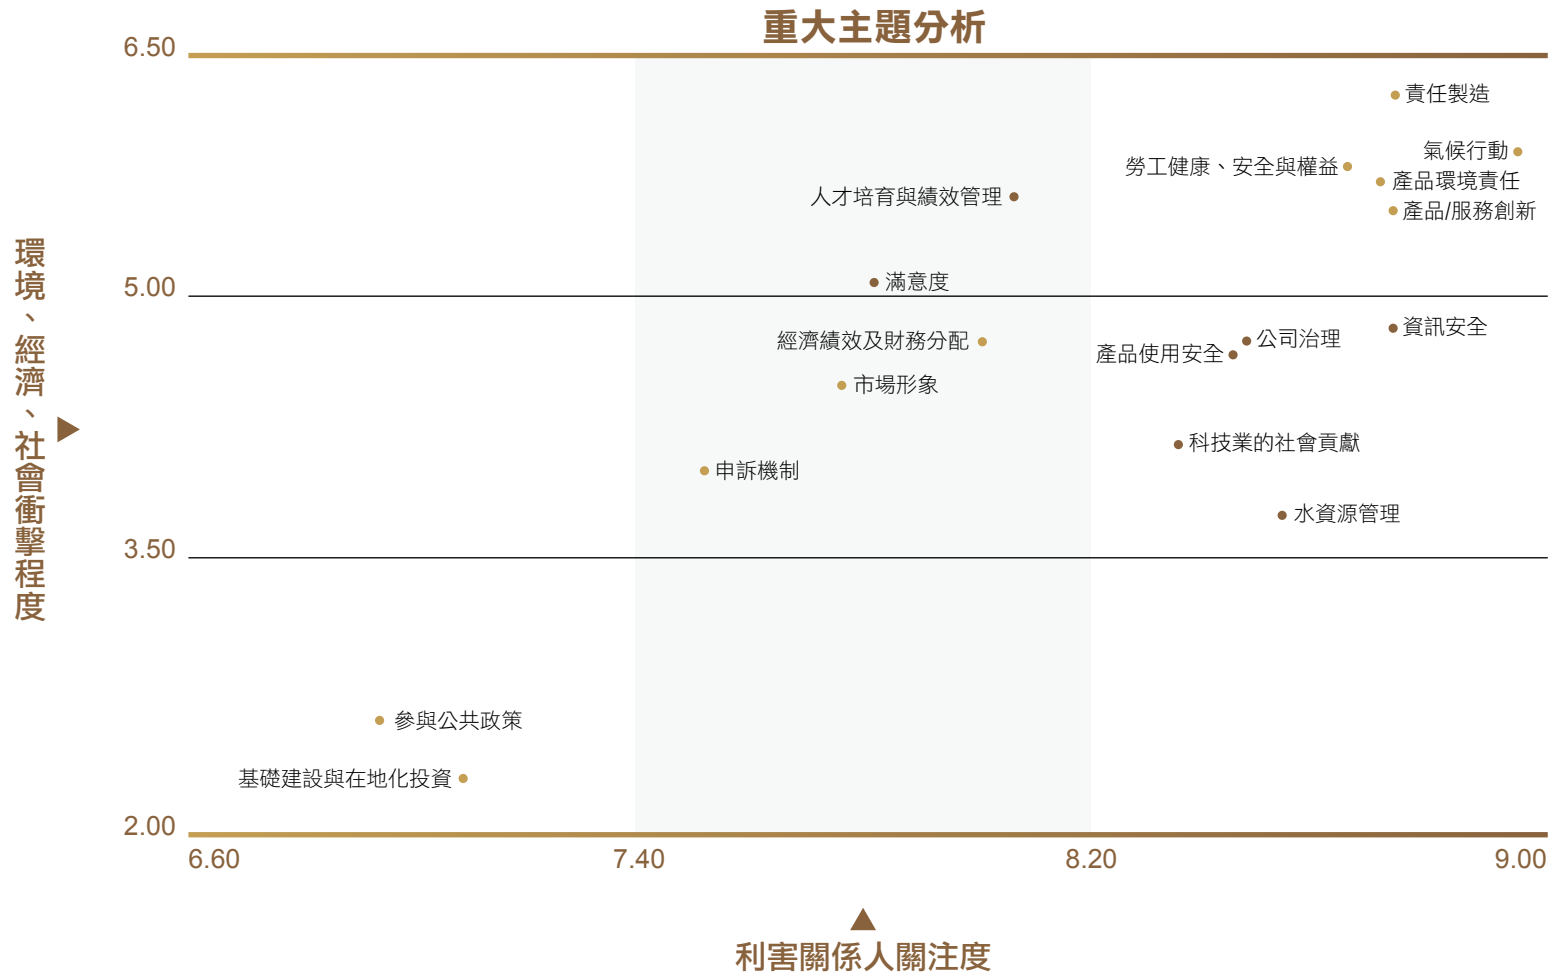 重大主題分析
6.50
責任製造
氣候行動
勞工健康、安全與權益
產品環境責任
人才培育與績效管理
產品/服務創新
滿意度
5.00
資訊安全
經濟績效及財務分配
公司治理
產品使用安全
市場形象
科技業的社會貢獻
申訴機制
水資源管理
3.50
環境、經濟、社會衝擊程度
參與公共政策
基礎建設與在地化投資
2.00
6.60
7.40
8.20
9.00
利害關係人關注度